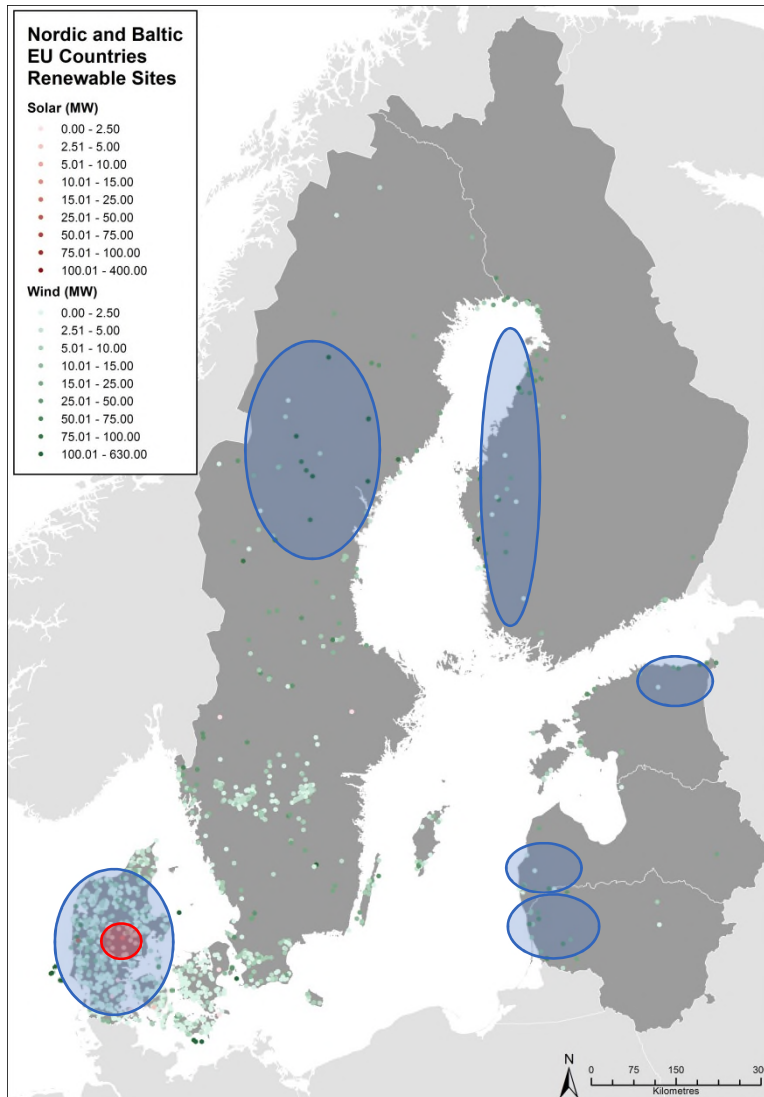 Nordic and Baltic
EU Countries
Renewable Sites
Solar (MW)
0.00 - 2.50
2.51 - 5.00
5.01 - 10.00
10.01 - 15.00
15.01 - 25.00
25.01 - 50.00
50.01 - 75.00
75.01 - 100.00
100.01 - 400.00
Wind (MW)
0.00 - 2.50
2.51 - 5.00
5.01 - 10.00
10.01 - 15.00
15.01 - 25.00
25.01 - 50.00
50.01 - 75.00
75.01 - 100.00
100.01 - 630.00
N
0 75 150
Kilometres